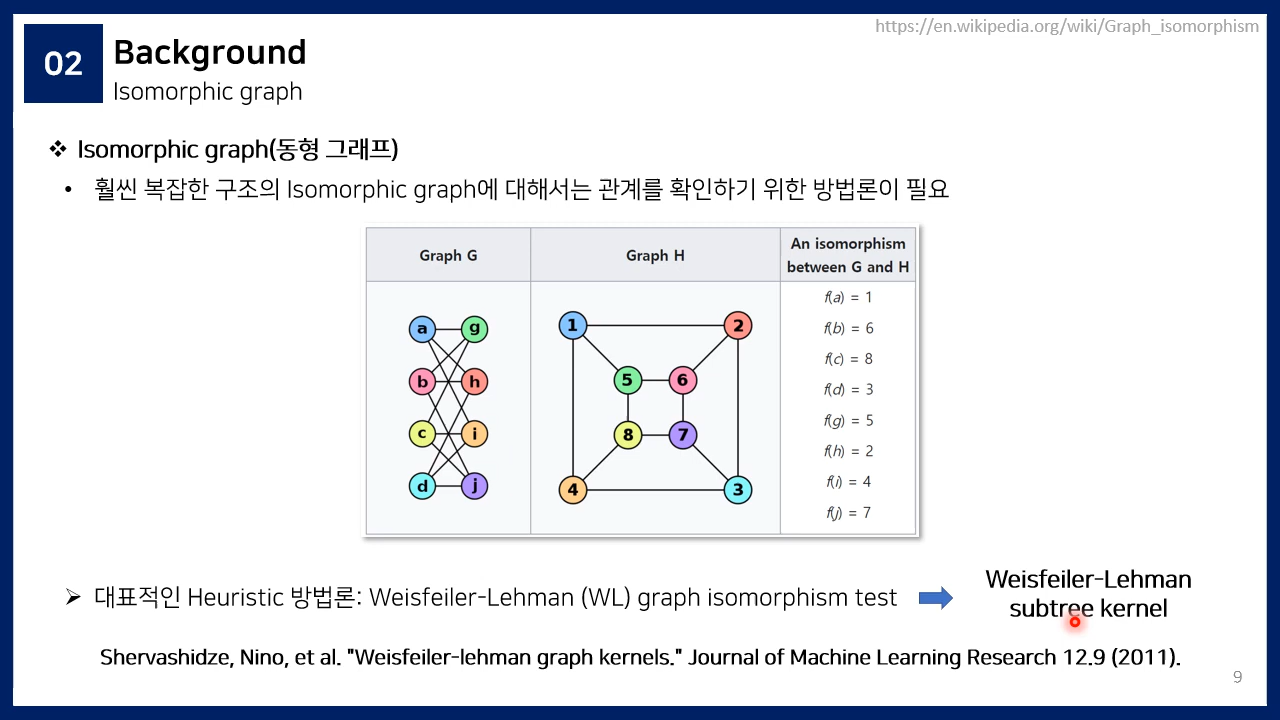 https://en.wikipedia.org/wiki/Graph_isomorphism
02
Background
Isomorphic graph
❖ Isomorphic graph(동형 그래프)
• 훨씬 복잡한 구조의 Isomorphic graph에 대해서는 관계를 확인하기 위한 방법론이 필요
Graph G
Graph H
An isomorphism
between G and H
a g
b h
c i
d j
1 2
5 6
8 7
4 3
f(a) = 1
f(b) = 6
f(c) = 8
f(d) = 3
f(g) = 5
f(h) = 2
f(i) = 4
f(j) = 7
➢ 대표적인 Heuristic 방법론: Weisfeiler-Lehman (WL) graph isomorphism test
Weisfeiler-Lehman
subtree kernel
Shervashidze, Nino, et al. "Weisfeiler-lehman graph kernels." Journal of Machine Learning Research 12.9 (2011).
9